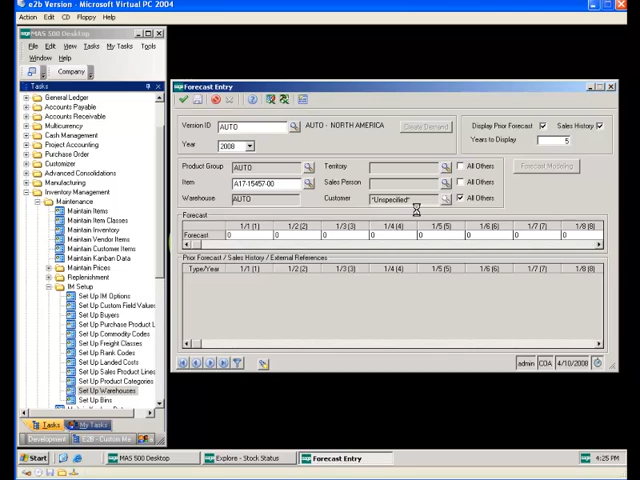 e2b Version - Microsoft Virtual PC 2004
Action Edit CD Floppy Help
MAS 500 Desktop
File Edit View Tasks My Tasks Tools
Window Help
Company
Tasks
General Ledger
Accounts Payable
Accounts Receivable
Multicurrency
Cash Management
Project Accounting
Purchase Order
Customizer
Advanced Consolidations
Manufacturing
Inventory Management
Maintenance
Maintain Items
Maintain Item Classes
Maintain Inventory
Maintain Vendor Items
Maintain Kanban Data
Maintain Prices
Replenishment
IM Setup
Set Up IM Options
Set Up Custom Field Values
Set Up Buyers
Set Up Purchase Product L
Set Up Commodity Codes
Set Up Freight Classes
Set Up Rank Codes
Set Up Landed Costs
Set Up Sales Product Lines
Set Up Product Categories
Set Up Warehouses
Set Up Bins
Tasks My Tasks
Development E2B - Custom Me
Forecast Entry
Version ID AUTO AUTO - NORTH AMERICA Create Demand
Year 2008
Display Prior Forecast Sales History
Years to Display 5
Product Group AUTO Territory All Others Forecast Modeling
Item A17-15457-00 Sales Person All Others
Warehouse AUTO Customer "Unspecified" All Others
Forecast
1/1 (1) 1/2 (2) 1/3 (3) 1/4 (4) 1/5 (5) 1/6 (6) 1/7 (7) 1/8 (8)
Forecast 0 0 0 0 0 0 0 0
Prior Forecast / Sales History / External References
Type/Year 1/1 (1) 1/2 (2) 1/3 (3) 1/4 (4) 1/5 (5) 1/6 (6) 1/7 (7) 1/8 (8)
admin COA 4/10/2008
Start MAS 500 Desktop Explore - Stock Status Forecast Entry 4:25 PM